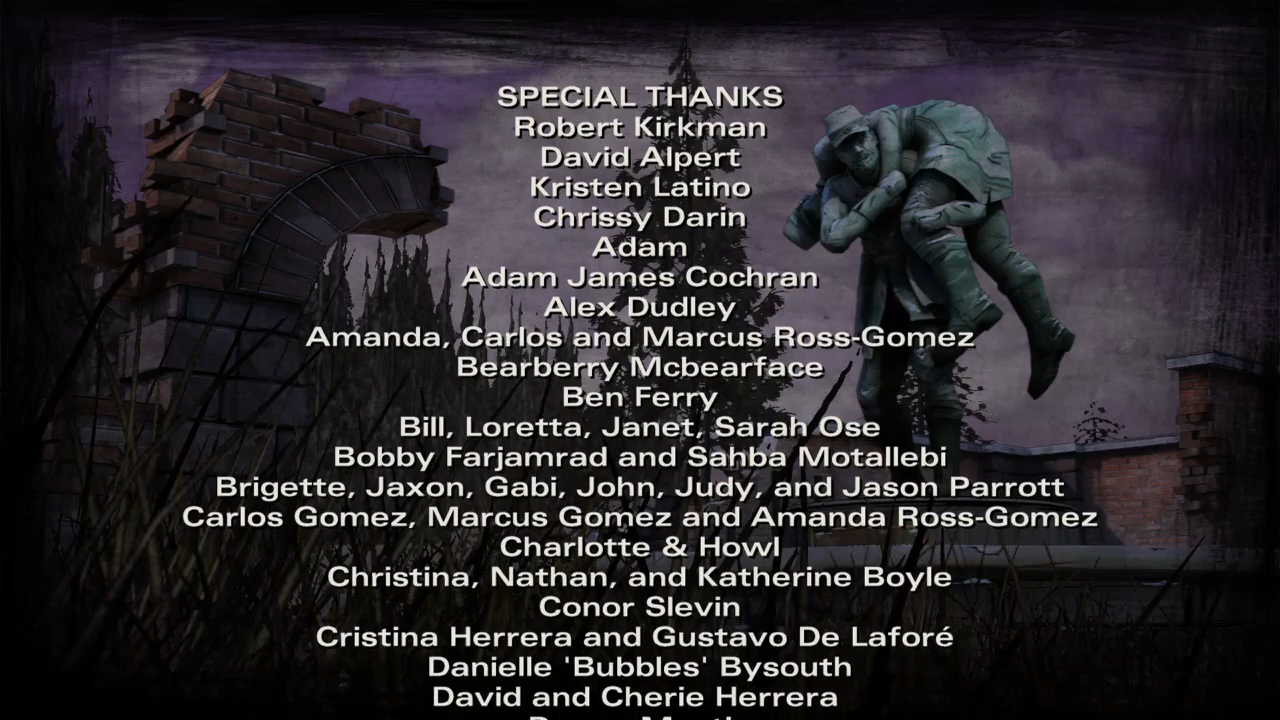 SPECIAL THANKS
Robert Kirkman
David Alpert
Kristen Latino
Chrissy Darin
Adam
Adam James Cochran
Alex Dudley
Amanda, Carlos and Marcus Ross-Gomez
Bearberry Mcbearface
Ben Ferry
Bill, Loretta, Janet, Sarah Ose
Bobby Farjamrad and Sahba Motallebi
Brigette, Jaxon, Gabi, John, Judy, and Jason Parrott
Carlos Gomez, Marcus Gomez and Amanda Ross-Gomez
Charlotte & Howl
Christina, Nathan, and Katherine Boyle
Conor Slevin
Cristina Herrera and Gustavo De Laforé
Danielle 'Bubbles' Bysouth
David and Cherie Herrera